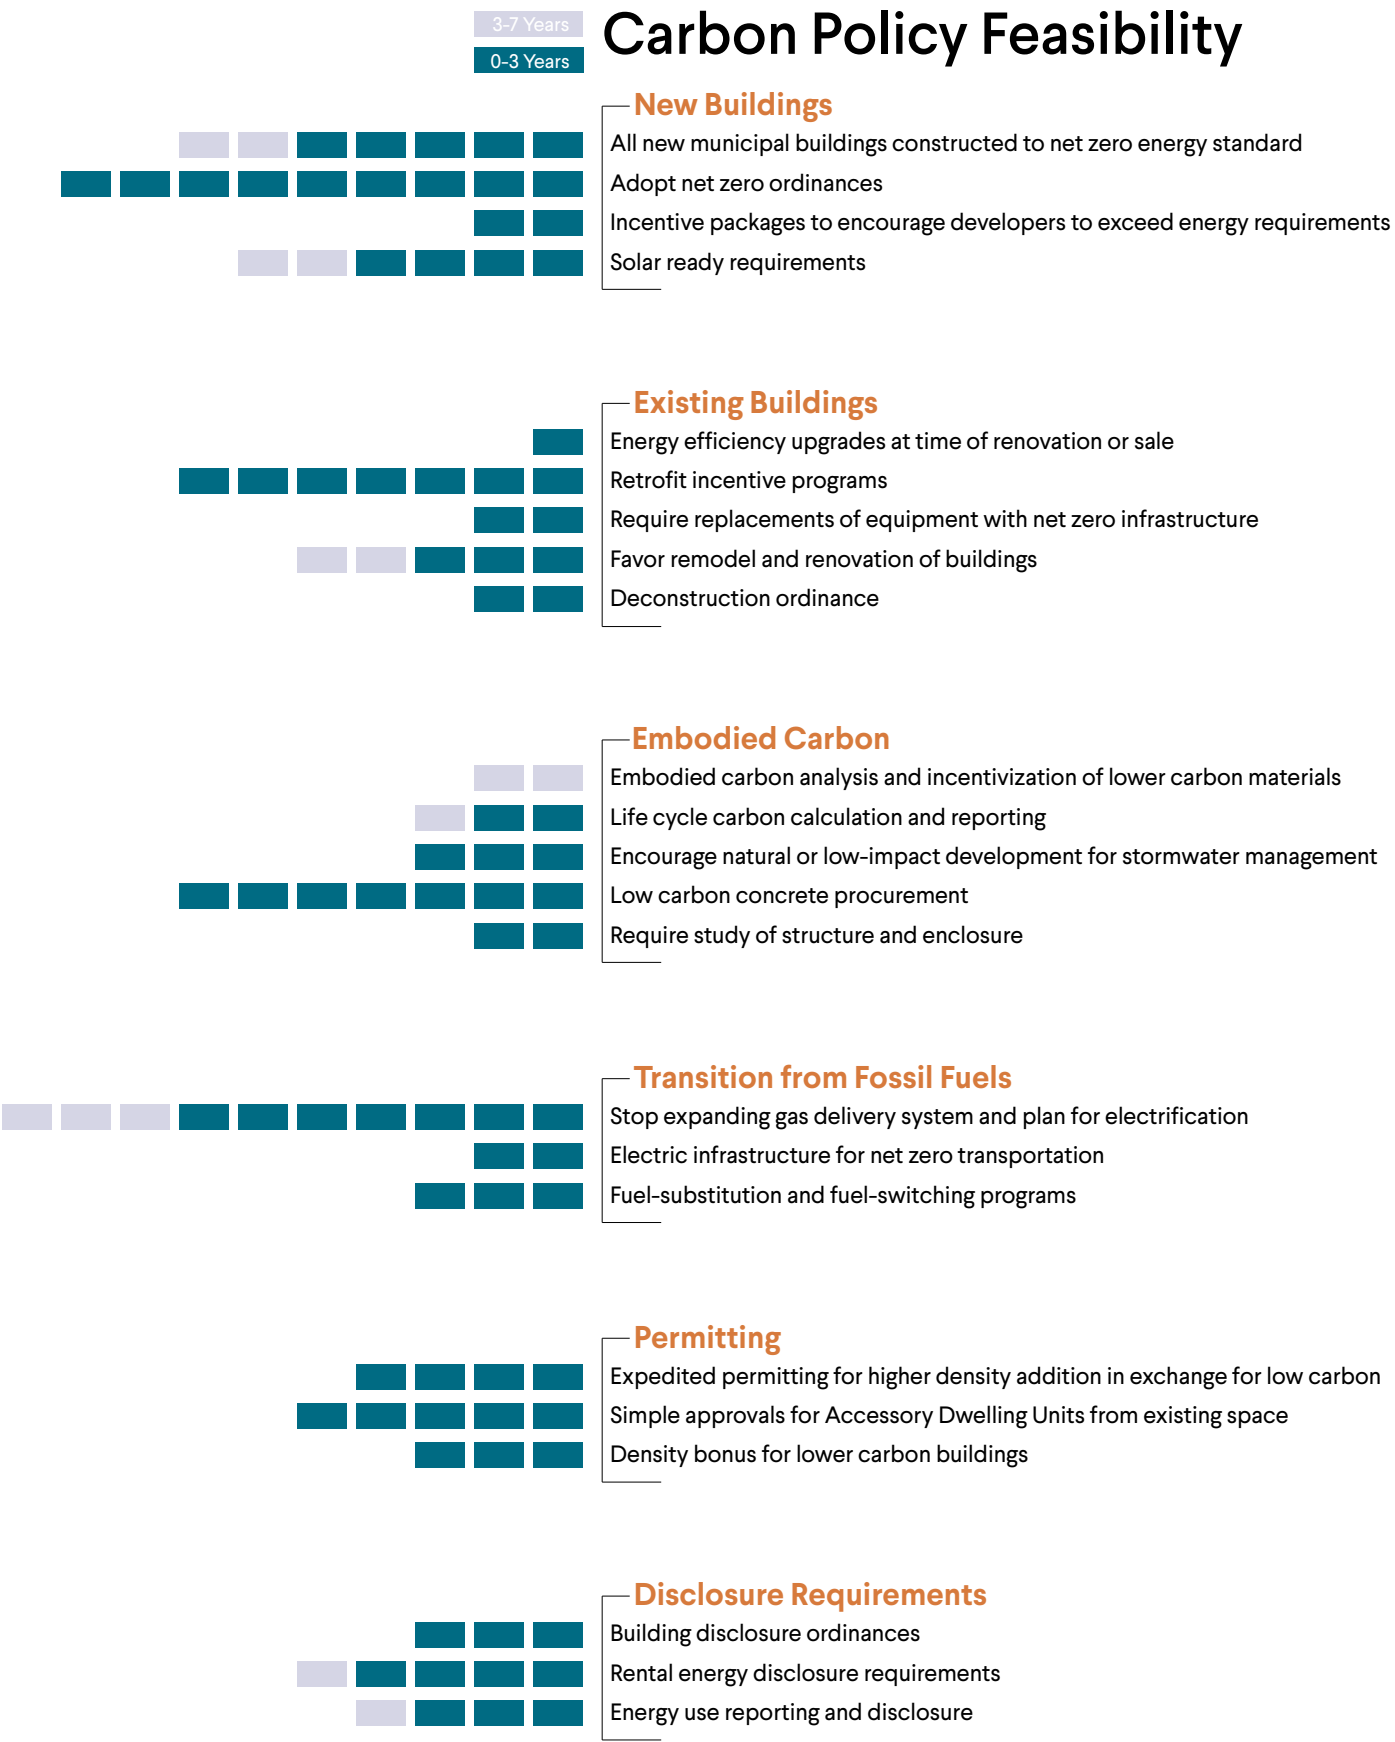 3-7 Years
0-3 Years
Carbon Policy Feasibility
New Buildings
All new municipal buildings constructed to net zero energy standard
Adopt net zero ordinances
Incentive packages to encourage developers to exceed energy requirements
Solar ready requirements
Existing Buildings
Energy efficiency upgrades at time of renovation or sale
Retrofit incentive programs
Require replacements of equipment with net zero infrastructure
Favor remodel and renovation of buildings
Deconstruction ordinance
Embodied Carbon
Embodied carbon analysis and incentivization of lower carbon materials
Life cycle carbon calculation and reporting
Encourage natural or low-impact development for stormwater management
Low carbon concrete procurement
Require study of structure and enclosure
Transition from Fossil Fuels
Stop expanding gas delivery system and plan for electrification
Electric infrastructure for net zero transportation
Fuel-substitution and fuel-switching programs
Permitting
Expedited permitting for higher density addition in exchange for low carbon
Simple approvals for Accessory Dwelling Units from existing space
Density bonus for lower carbon buildings
Disclosure Requirements
Building disclosure ordinances
Rental energy disclosure requirements
Energy use reporting and disclosure